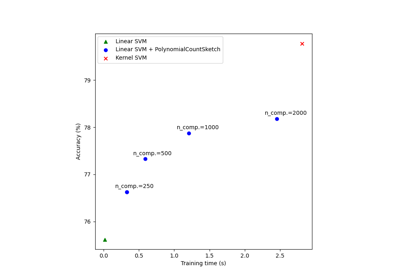 Linear SVM
Linear SVM + PolynomialCountSketch
Kernel SVM
79
n_comp.=2000
78
n_comp.=1000
n_comp.=500
77
n_comp.=250
76
Accuracy (%)
0.0 0.5 1.0 1.5 2.0 2.5
Training time (s)